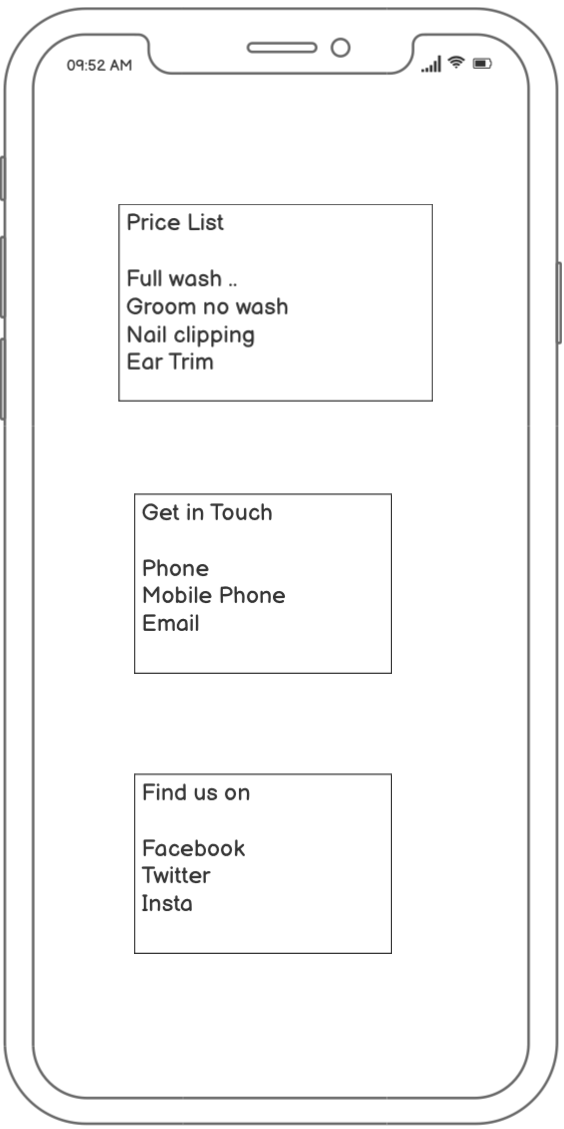 09:52 AM
Price List
Full wash ..
Groom no wash
Nail clipping
Ear Trim
Get in Touch
Phone
Mobile Phone
Email
Find us on
Facebook
Twitter
Insta